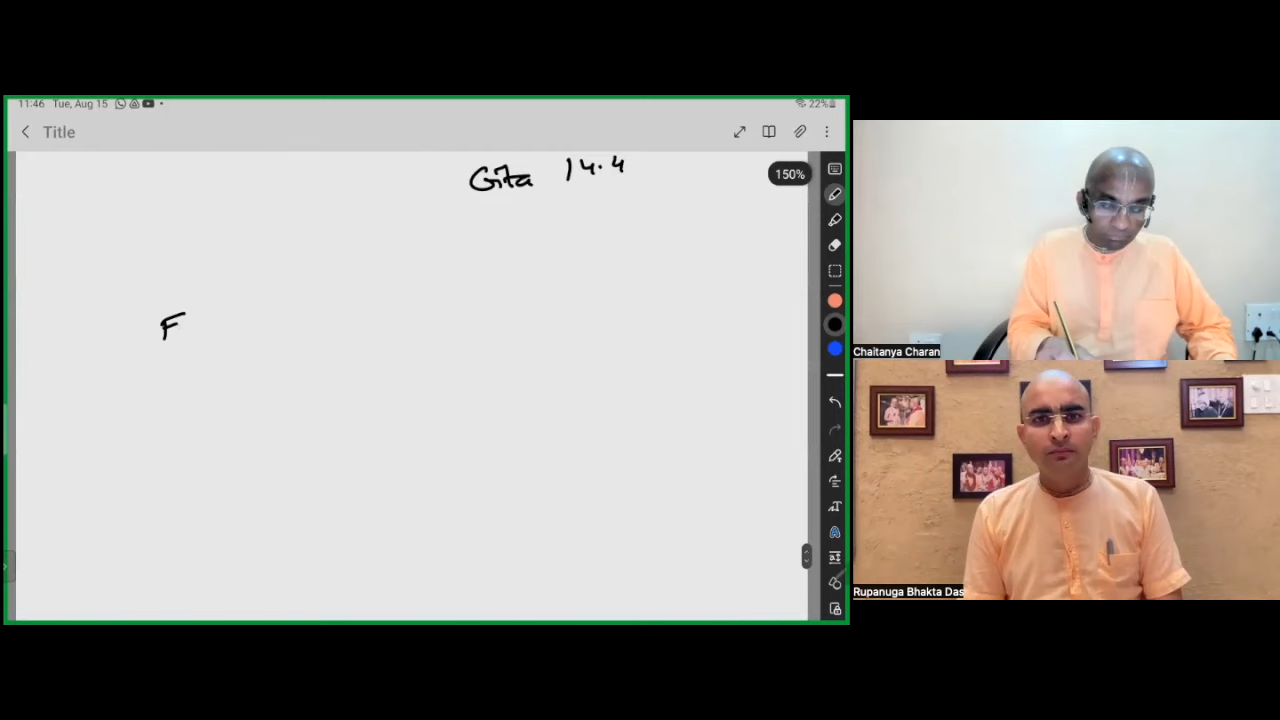 11:46 Tue, Aug 15
22%
Title
Gita 14.4
150%
F
Chaitanya Charan
Rupanuga Bhakta Das